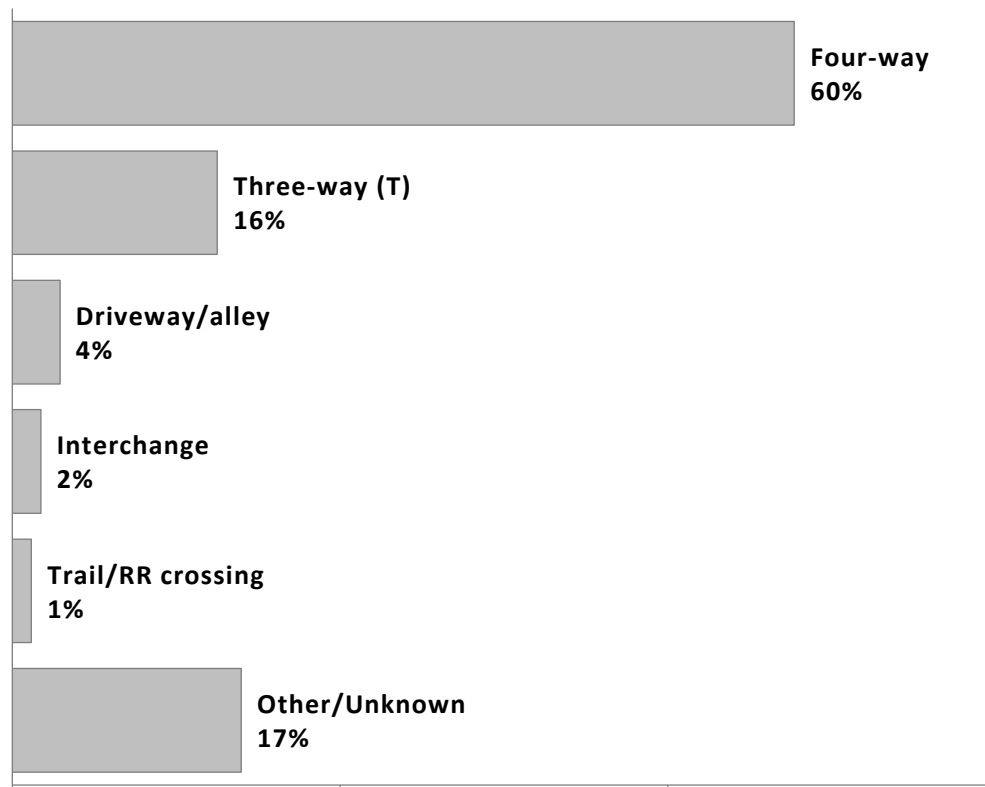 Four-way
60%
Three-way (T)
16%
Driveway/alley
4%
Interchange
2%
Trail/RR crossing
1%
Other/Unknown
17%